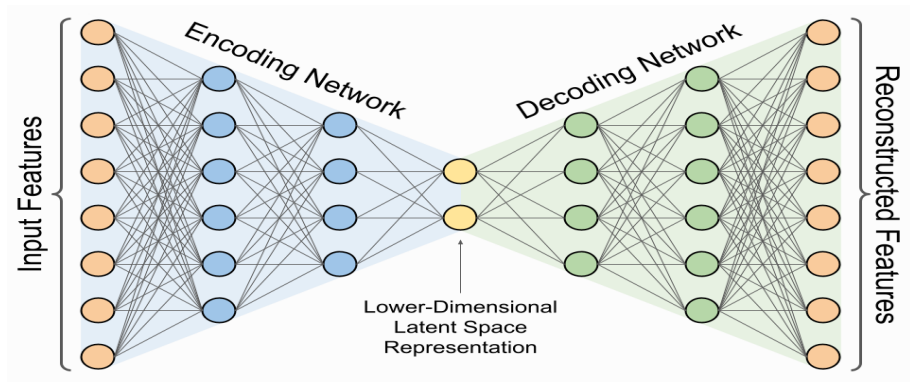 Input Features
Encoding Network
Lower-Dimensional
Latent Space
Representation
Decoding Network
Reconstructed Features